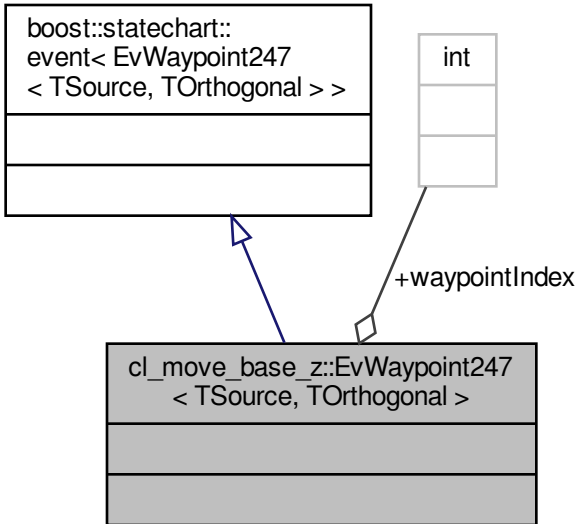 boost::statechart::
event< EvWaypoint247
< TSource, TOrthogonal > >
int
+waypointIndex
cl_move_base_z::EvWaypoint247
< TSource, TOrthogonal >